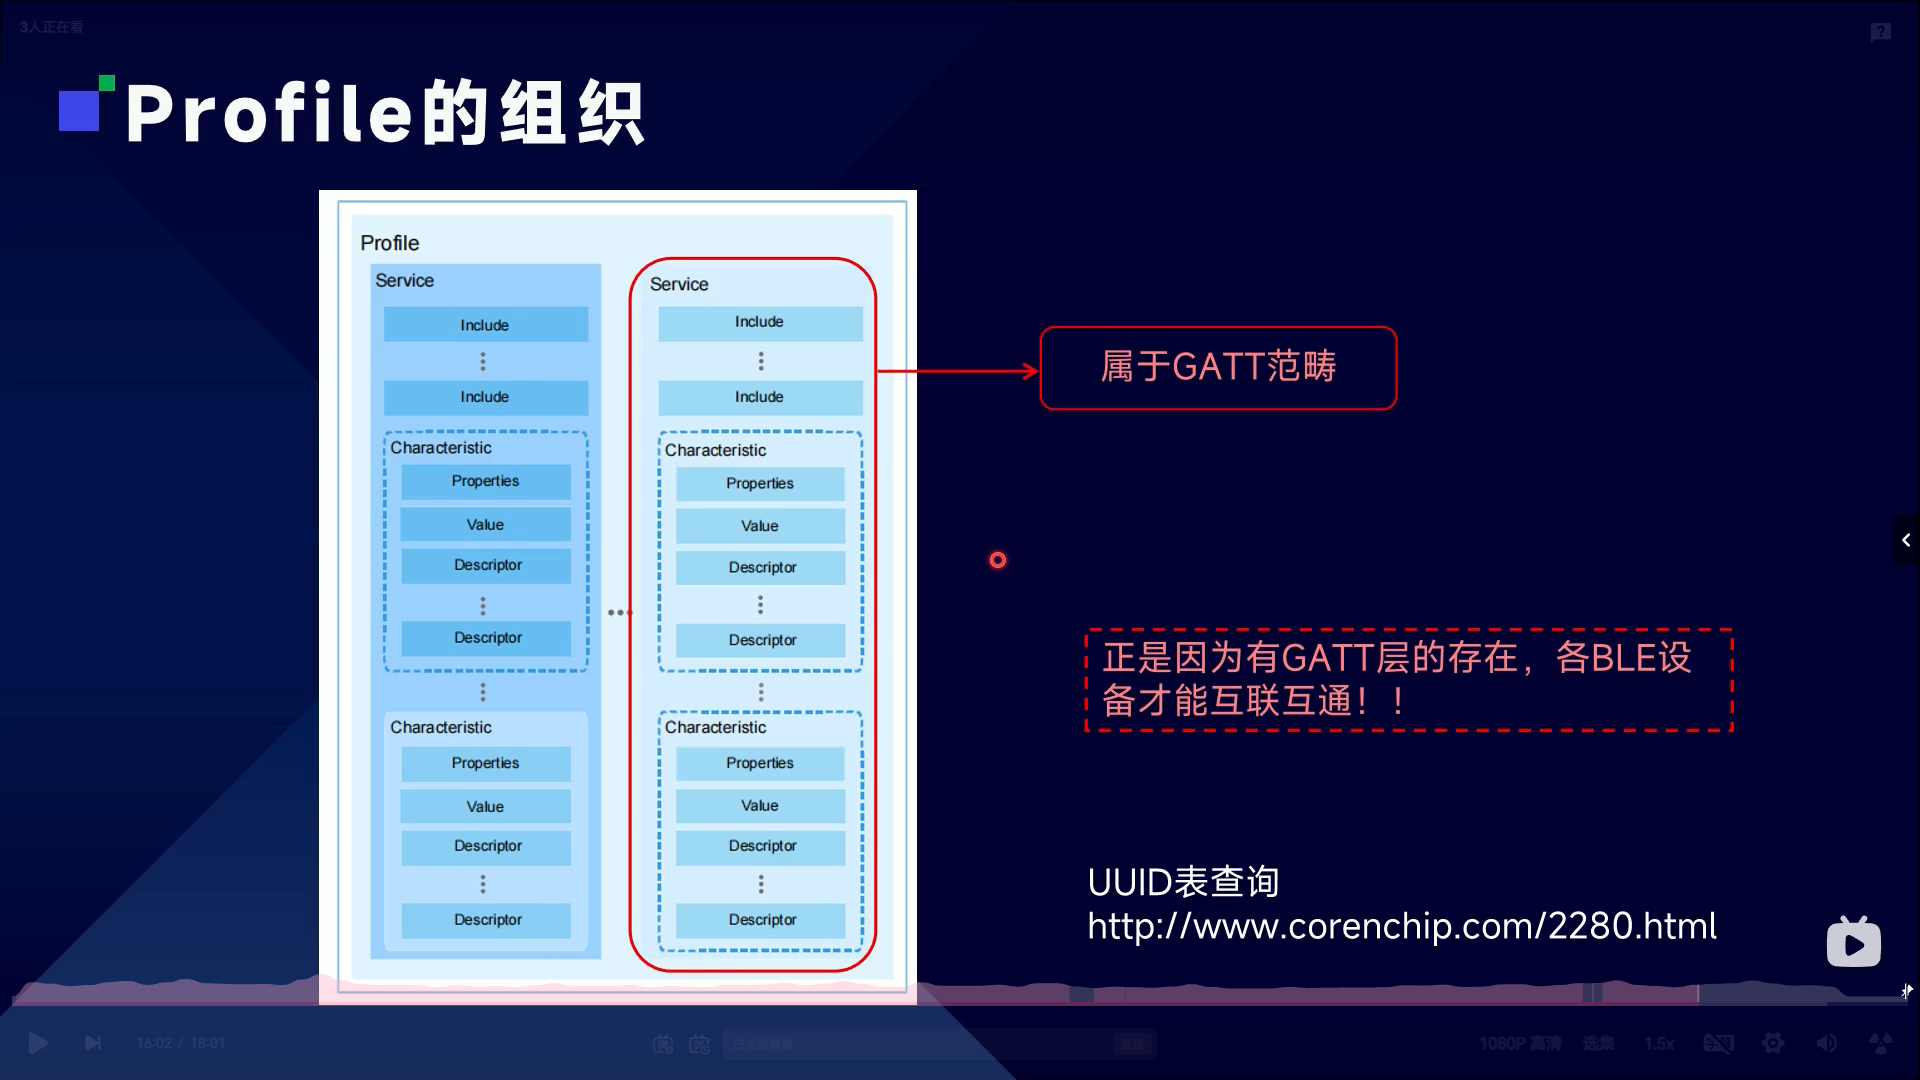 3人正在看
Profile的组织
Profile
Service
Include
Include
Characteristic
Properties
Value
Descriptor
Descriptor
Characteristic
Properties
Value
Descriptor
Descriptor
Service
Include
Include
Characteristic
Properties
Value
Descriptor
Descriptor
Characteristic
Properties
Value
Descriptor
Descriptor
属于GATT范畴
正是因为有GATT层的存在，各BLE设
备才能互联互通！！
UUID表查询
http://www.corenchip.com/2280.html
16:02 / 18:01
已关闭弹幕
发送
1080P 高清
选集
1.5x